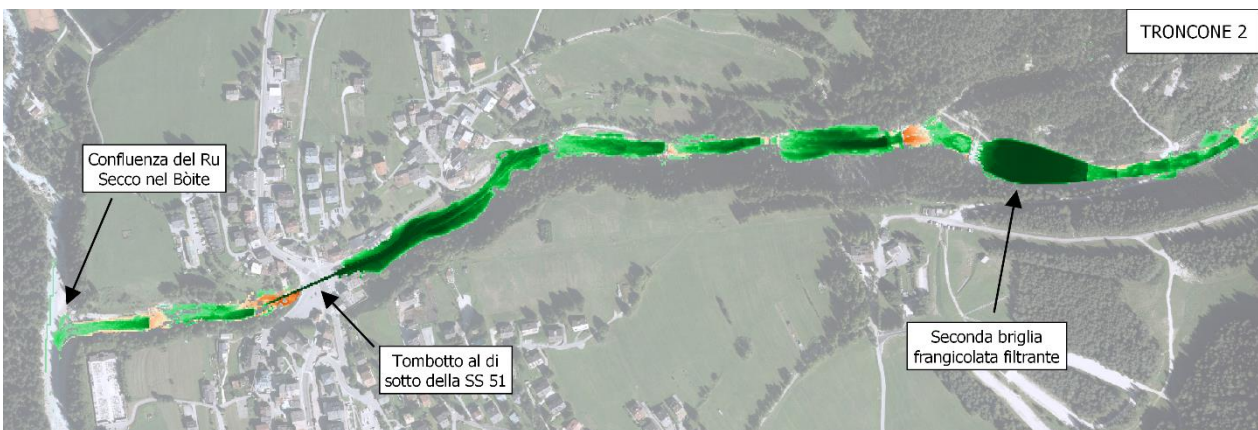 TRONCONE 2
Confluenza del Ru
Secco nel Bòite
Tombotto al di
sotto della SS 51
Seconda briglia
frangicolata filtrante